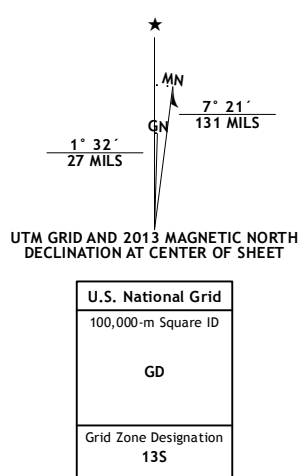 ★
MN
GN
7° 21´
131 MILS
1° 32´
27 MILS
UTM GRID AND 2013 MAGNETIC NORTH
DECLINATION AT CENTER OF SHEET
U.S. National Grid
100,000-m Square ID
GD
Grid Zone Designation
13S